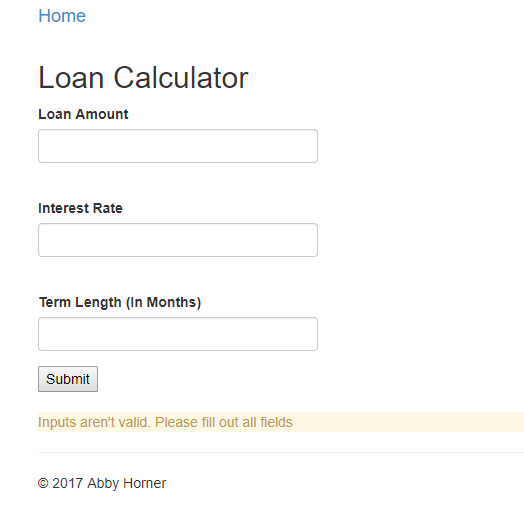 Home
Loan Calculator
Loan Amount
Interest Rate
Term Length (In Months)
Submit
Inputs aren't valid. Please fill out all fields
© 2017 Abby Horner